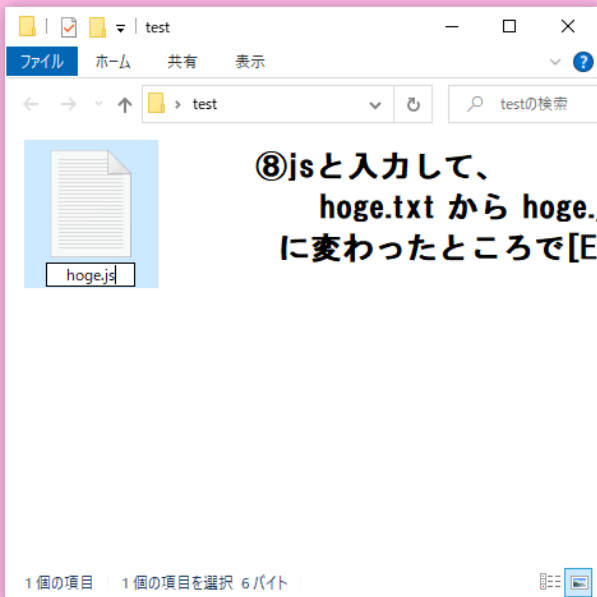 test
ファイル ホーム 共有 表示
test testの検索
⑧jsと入力して、
hoge.txt から hoge.
に変わったところで[E
hoge.js
1 個の項目 1 個の項目を選択 6 バイト